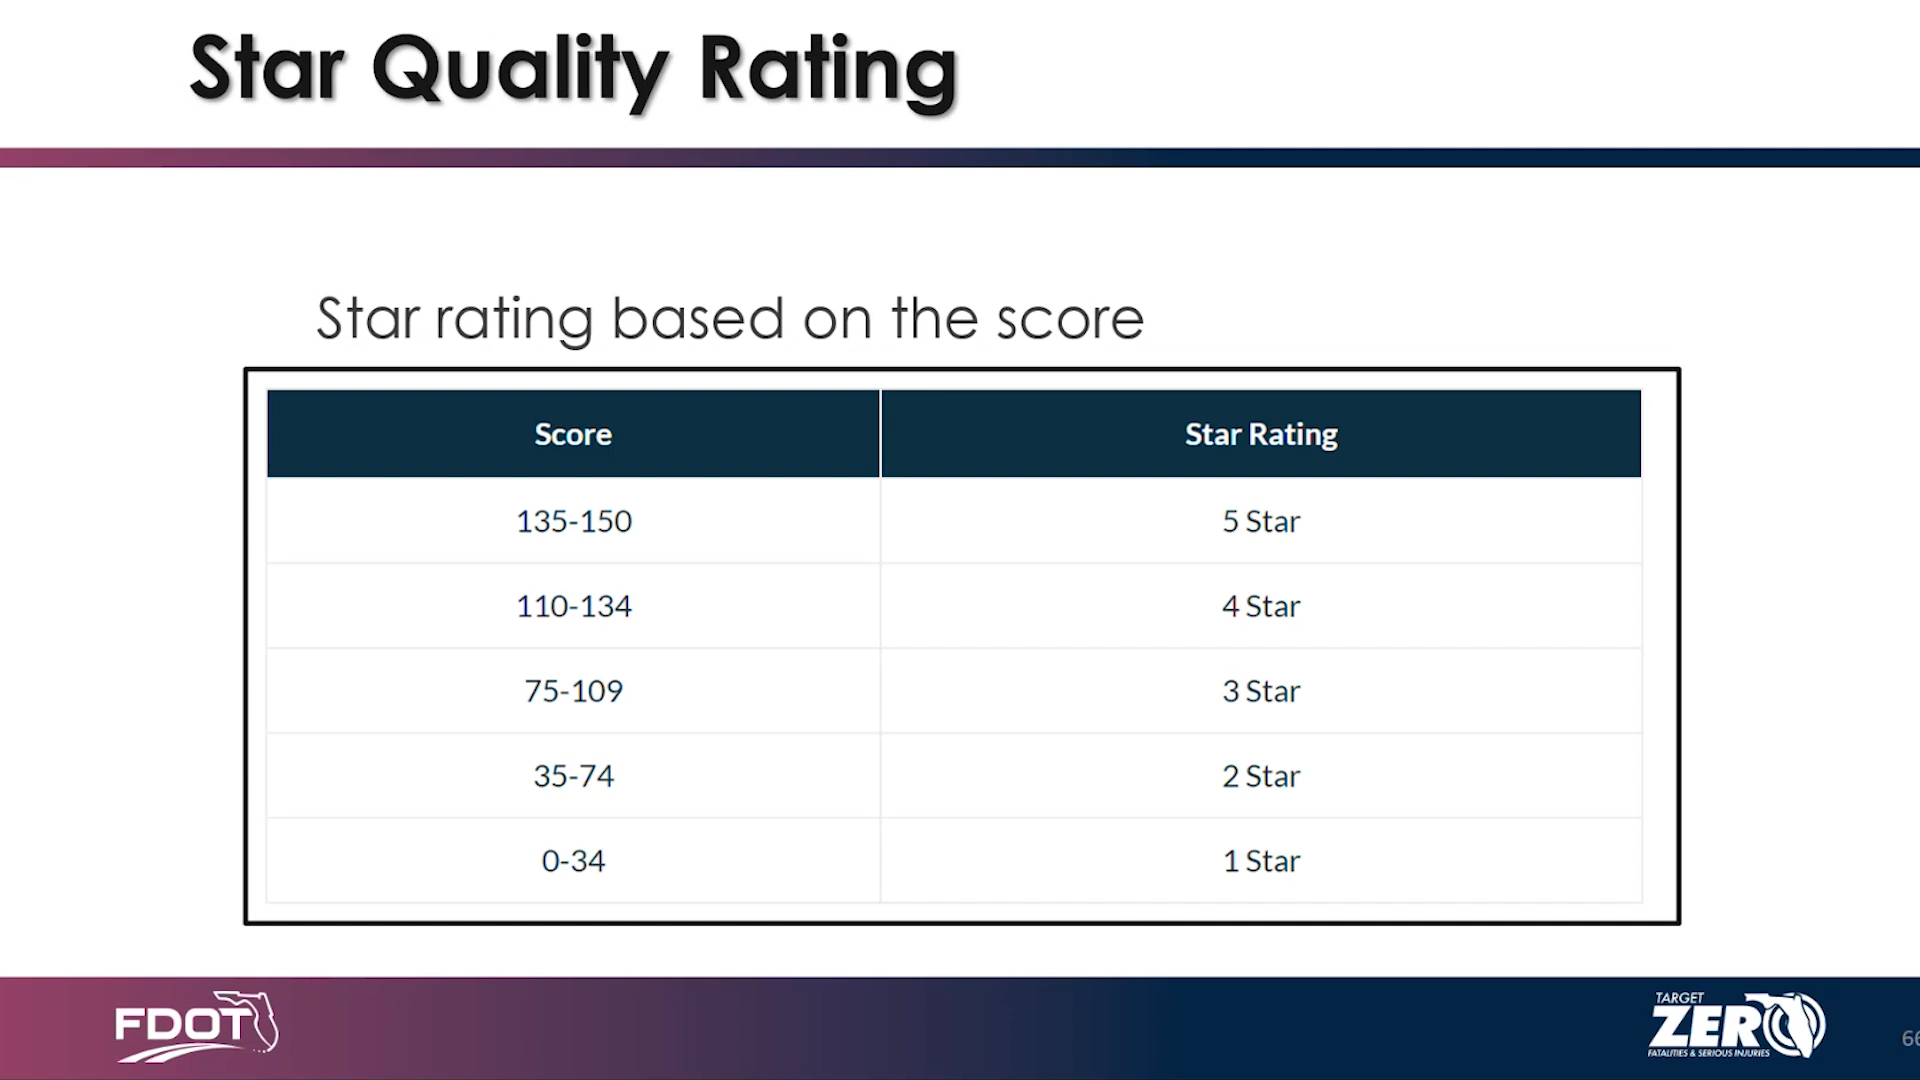 Star Quality Rating
Star rating based on the score
Score Star Rating
135-150 5 Star
110-134 4 Star
75-109 3 Star
35-74 2 Star
0-34 1 Star
FDOT
TARGET
ZERO
FATALITIES & SERIOUS INJURIES